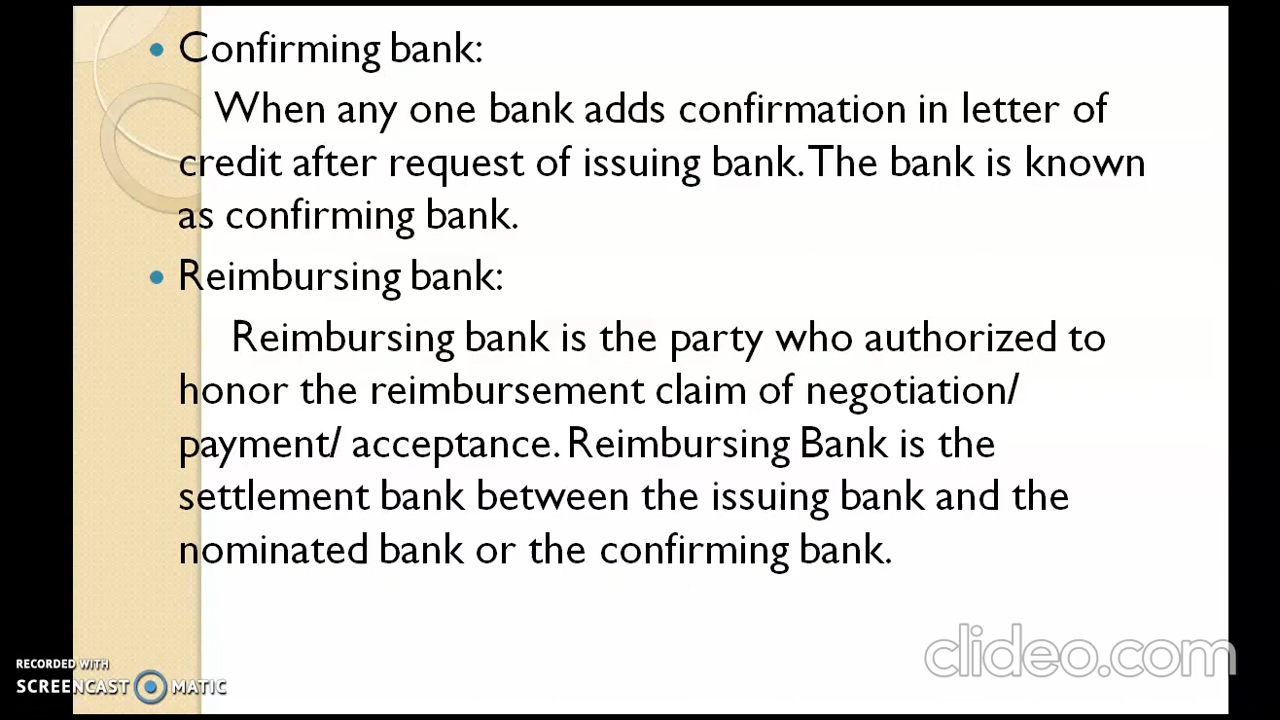 Confirming bank:
When any one bank adds confirmation in letter of
credit after request of issuing bank. The bank is known
as confirming bank.
Reimbursing bank:
Reimbursing bank is the party who authorized to
honor the reimbursement claim of negotiation/
payment/ acceptance. Reimbursing Bank is the
settlement bank between the issuing bank and the
nominated bank or the confirming bank.
clideo.com
RECORDED WITH
SCREENCAST MATIC